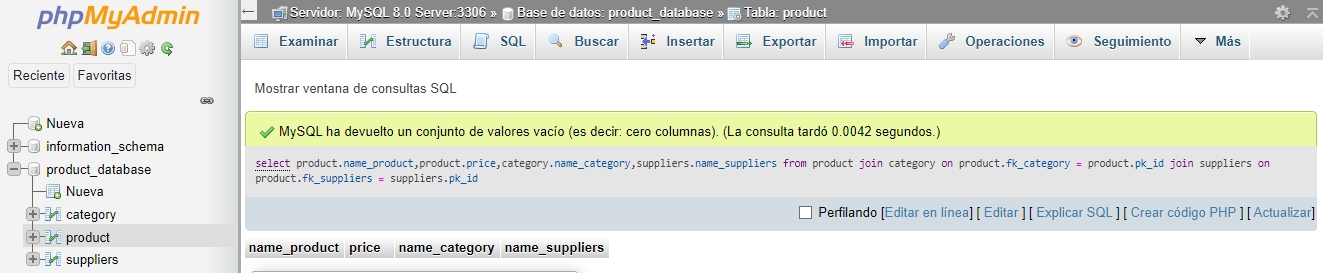 phpMyAdmin
Reciente Favoritas
Nueva
information_schema
product_database
Nueva
category
product
suppliers
Servidor: MySQL 8.0 Server:3306 » Base de datos: product_database » Tabla: product
Examinar Estructura SQL Buscar Insertar Exportar Importar Operaciones Seguimiento Más
Mostrar ventana de consultas SQL
MySQL ha devuelto un conjunto de valores vacío (es decir: cero columnas). (La consulta tardó 0.0042 segundos.)
select product.name_product,product.price,category.name_category,suppliers.name_suppliers from product join category on product.fk_category = product.pk_id join suppliers on
product.fk_suppliers = suppliers.pk_id
Perfilando [Editar en línea] [ Editar ] [ Explicar SQL ] [ Crear código PHP ] [ Actualizar]
name_product price name_category name_suppliers